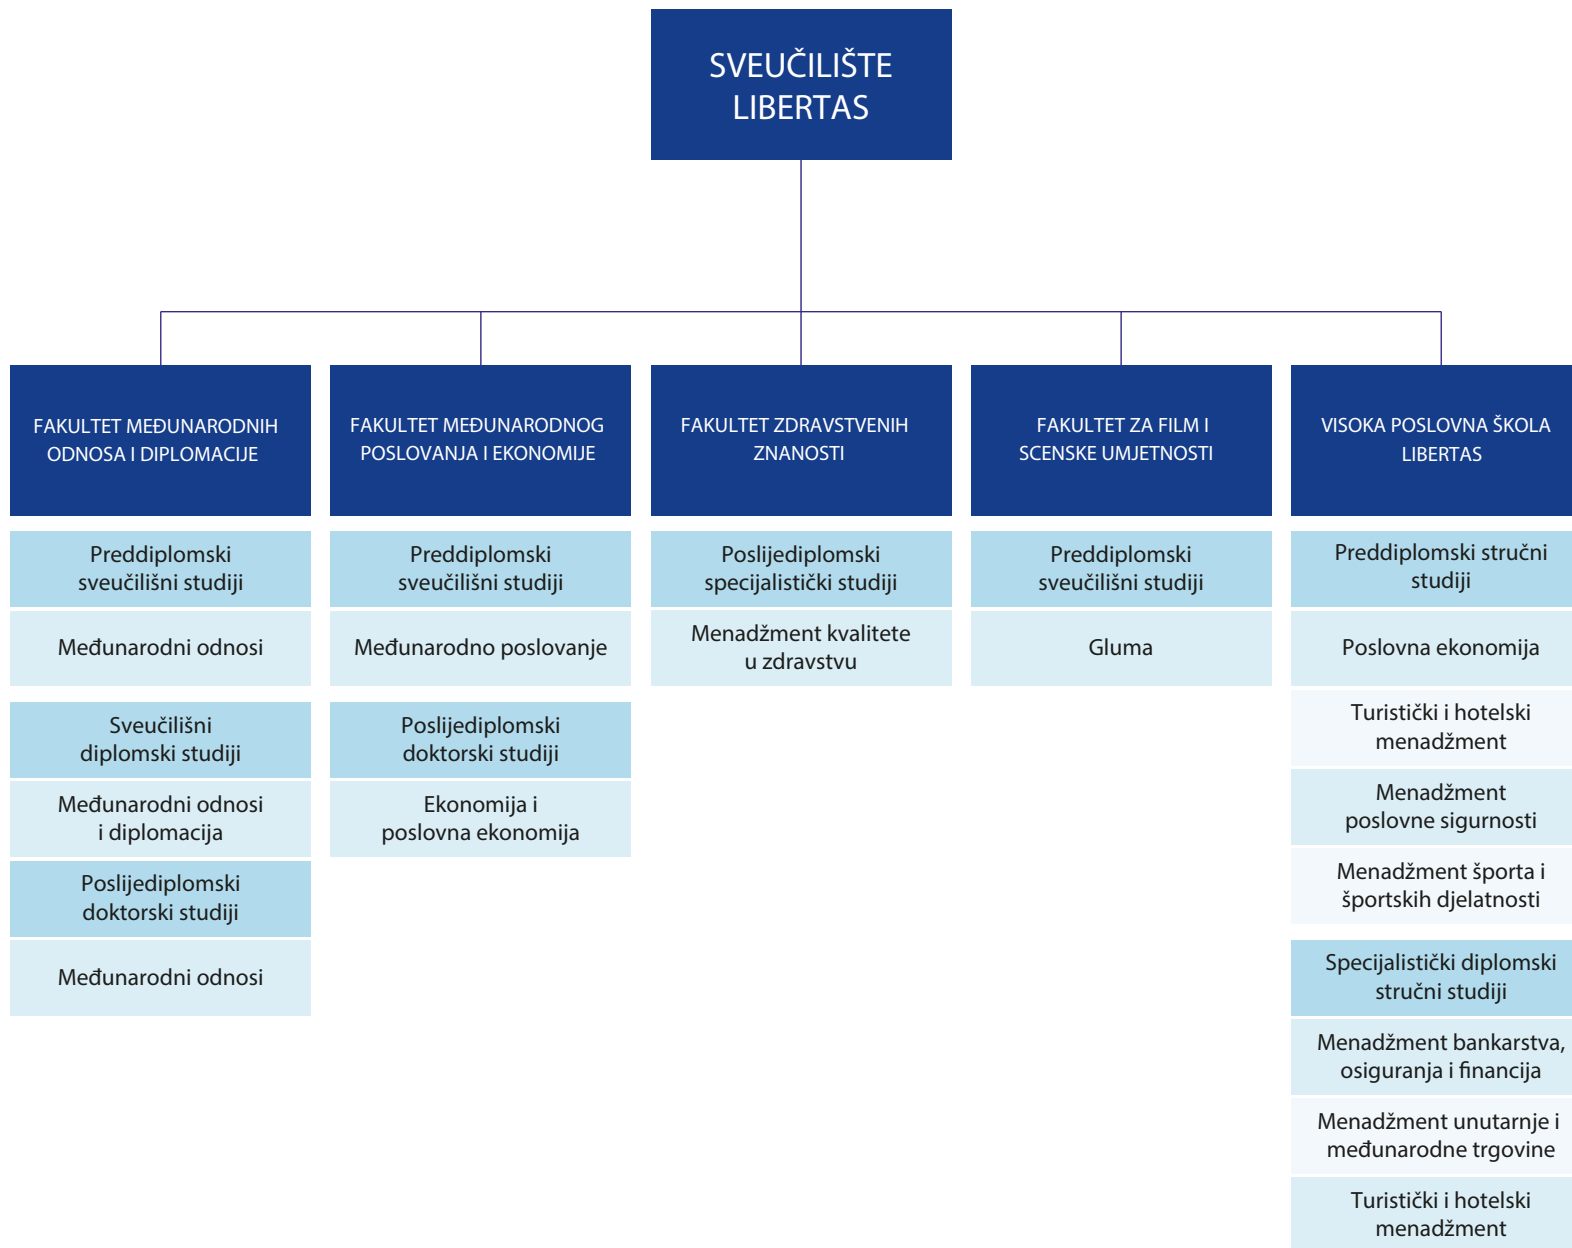 SVEUČILIŠTE
LIBERTAS
FAKULTET MEĐUNARODNIH
ODNOSA I DIPLOMACIJE
Preddiplomski
sveučilišni studiji
Međunarodni odnosi
Sveučilišni
diplomski studiji
Međunarodni odnosi
i diplomacija
Poslijediplomski
doktorski studiji
Međunarodni odnosi
FAKULTET MEĐUNARODNOG
POSLOVANJA I EKONOMIJE
Preddiplomski
sveučilišni studiji
Međunarodno poslovanje
Poslijediplomski
doktorski studiji
Ekonomija i
poslovna ekonomija
FAKULTET ZDRAVSTVENIH
ZNANOSTI
Poslijediplomski
specijalistički studiji
Menadžment kvalitete
u zdravstvu
FAKULTET ZA FILM I
SCENSKE UMJETNOSTI
Preddiplomski
sveučilišni studiji
Gluma
VISOKA POSLOVNA ŠKOLA
LIBERTAS
Preddiplomski stručni
studiji
Poslovna ekonomija
Turistički i hotelski
menadžment
Menadžment
poslovne sigurnosti
Menadžment športa i
športskih djelatnosti
Specijalistički diplomski
stručni studiji
Menadžment bankarstva,
osiguranja i financija
Menadžment unutarnje i
međunarodne trgovine
Turistički i hotelski
menadžment